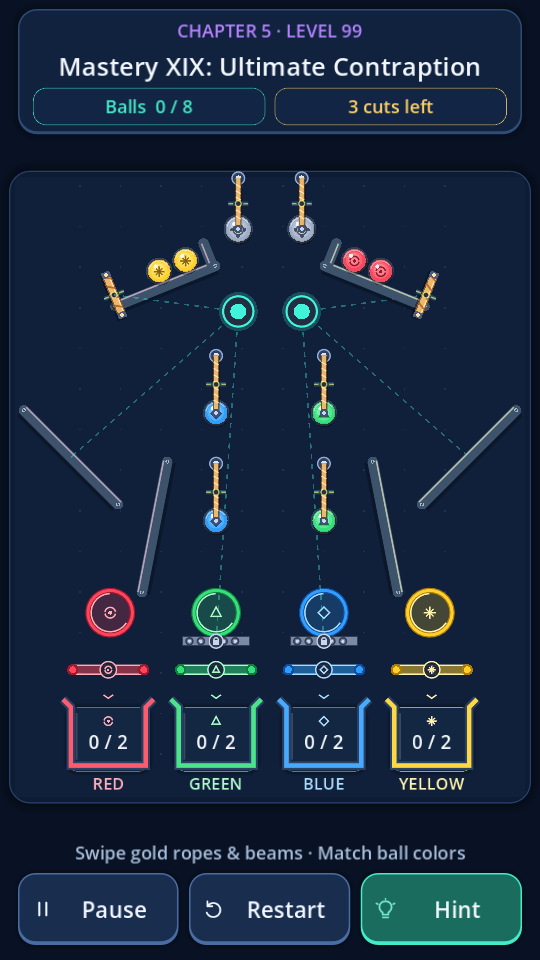 CHAPTER 5 · LEVEL 99
Mastery XIX: Ultimate Contraption
Balls 0 / 8
3 cuts left
0 / 2
0 / 2
0 / 2
0 / 2
RED
GREEN
BLUE
YELLOW
Swipe gold ropes & beams · Match ball colors
Pause
Restart
Hint